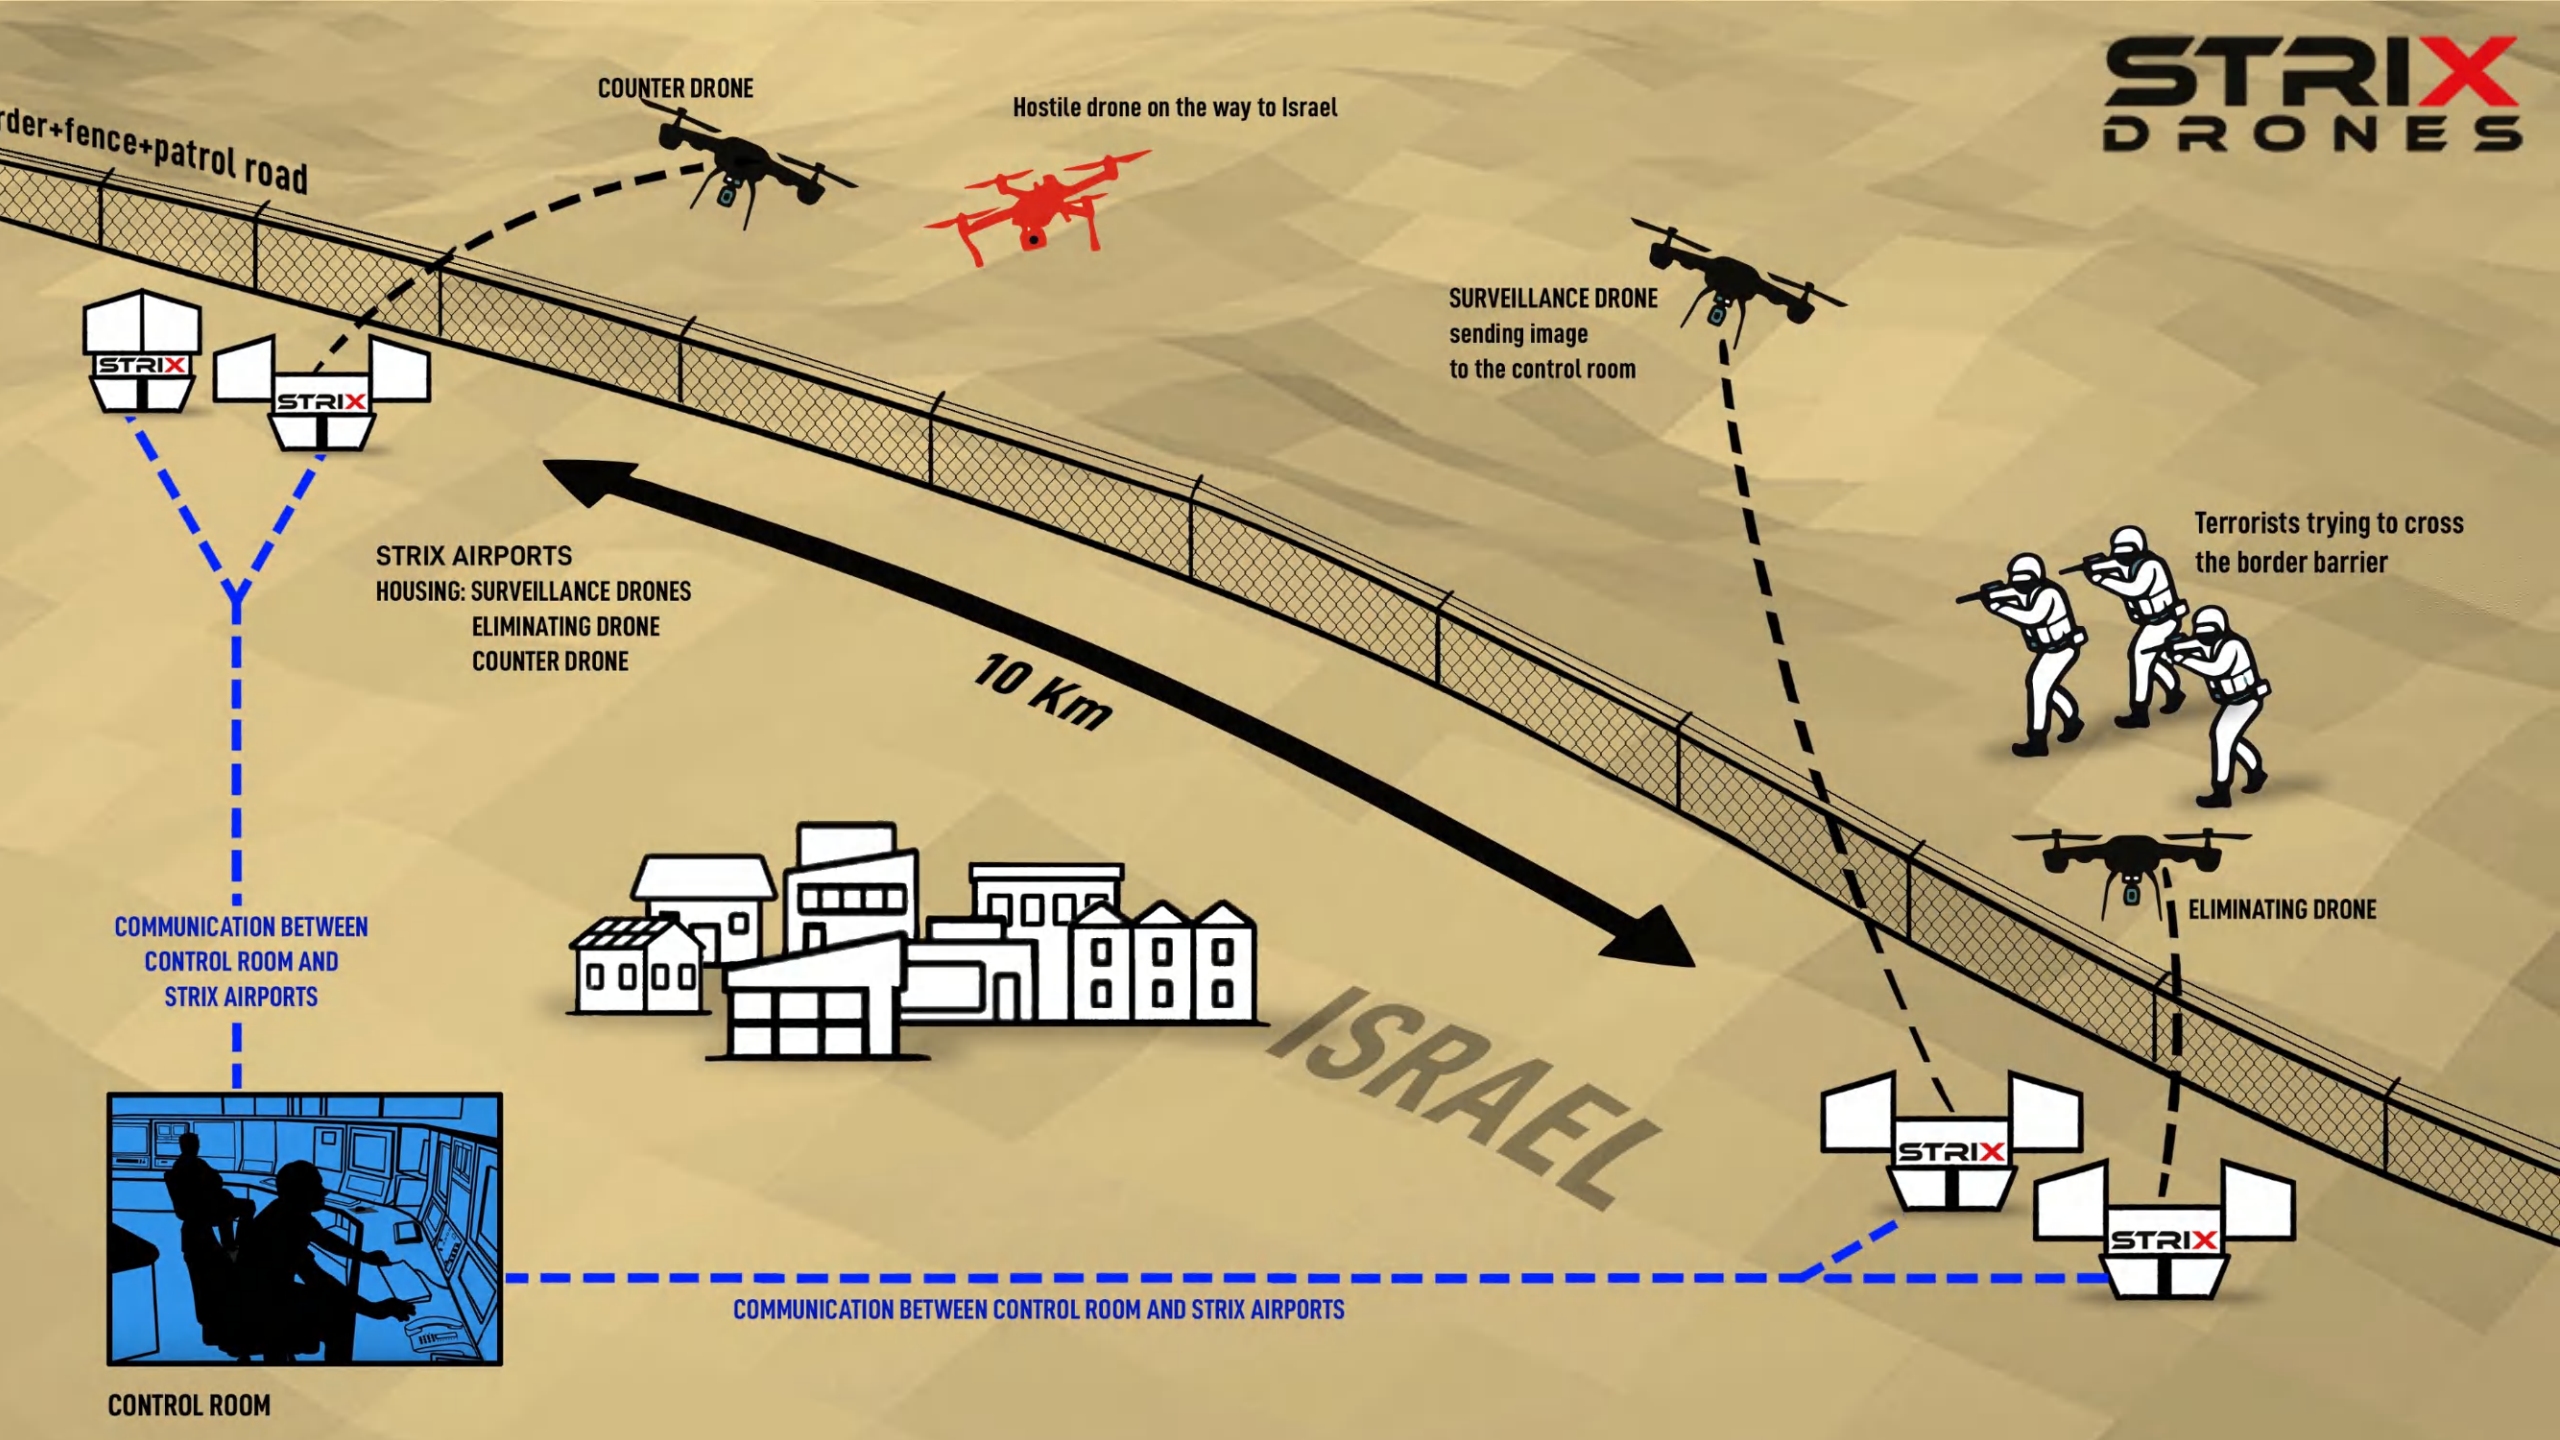 STRIX
DRONES
COUNTER DRONE
Hostile drone on the way to Israel
rder+fence+patrol road
SURVEILLANCE DRONE
sending image
to the control room
STRIX
STRIX
Terrorists trying to cross
the border barrier
STRIX AIRPORTS
HOUSING: SURVEILLANCE DRONES
ELIMINATING DRONE
COUNTER DRONE
10 Km
ELIMINATING DRONE
COMMUNICATION BETWEEN
CONTROL ROOM AND
STRIX AIRPORTS
ISRAEL
STRIX
STRIX
COMMUNICATION BETWEEN CONTROL ROOM AND STRIX AIRPORTS
CONTROL ROOM